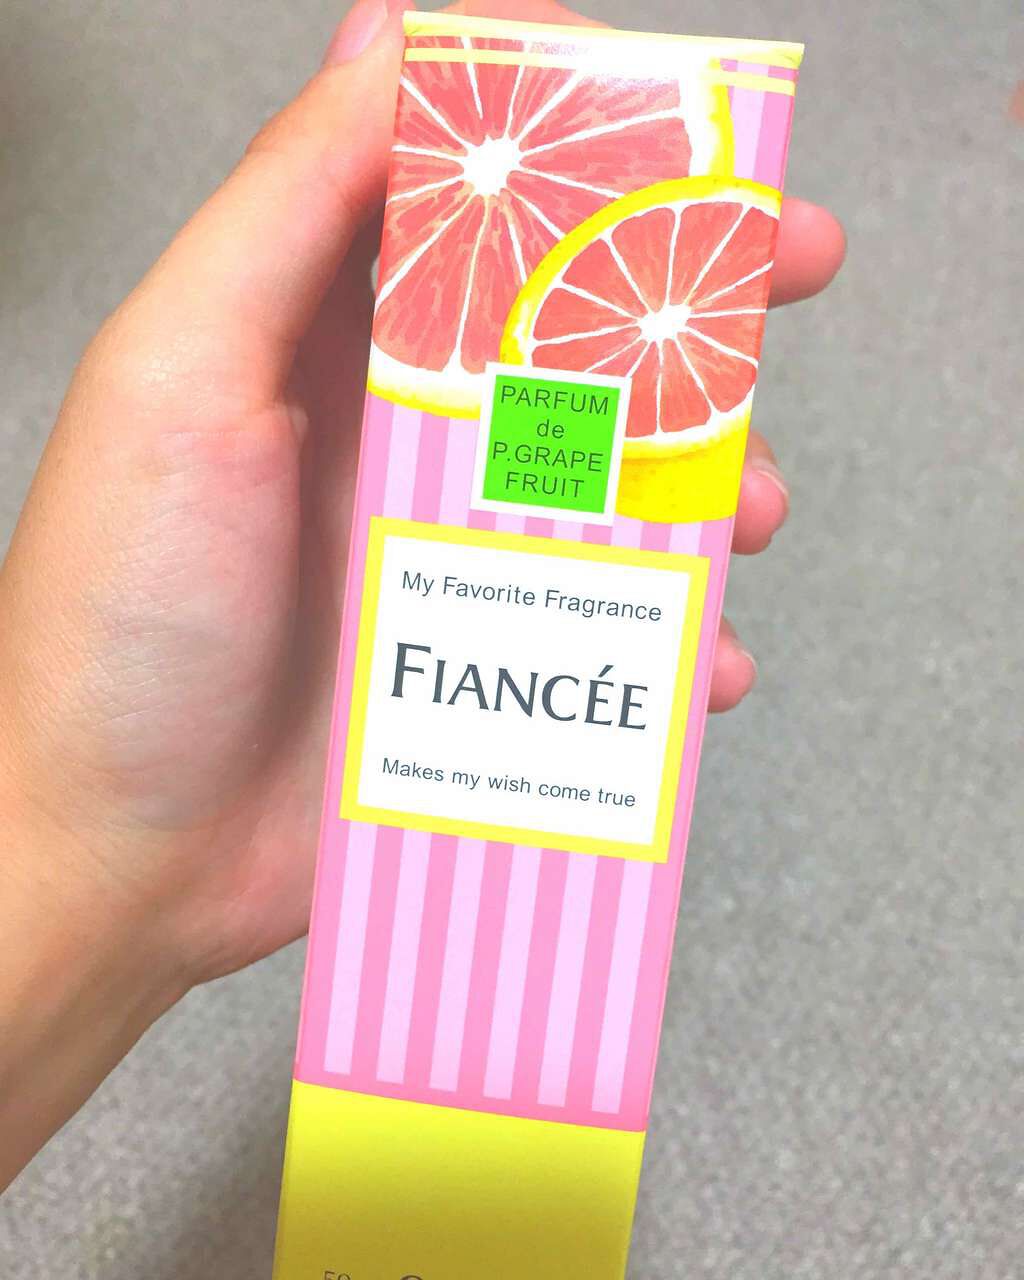 PARFUM
de
P.GRAPE
FRUIT
My Favorite Fragrance
FIANCÉE
Makes my wish come true